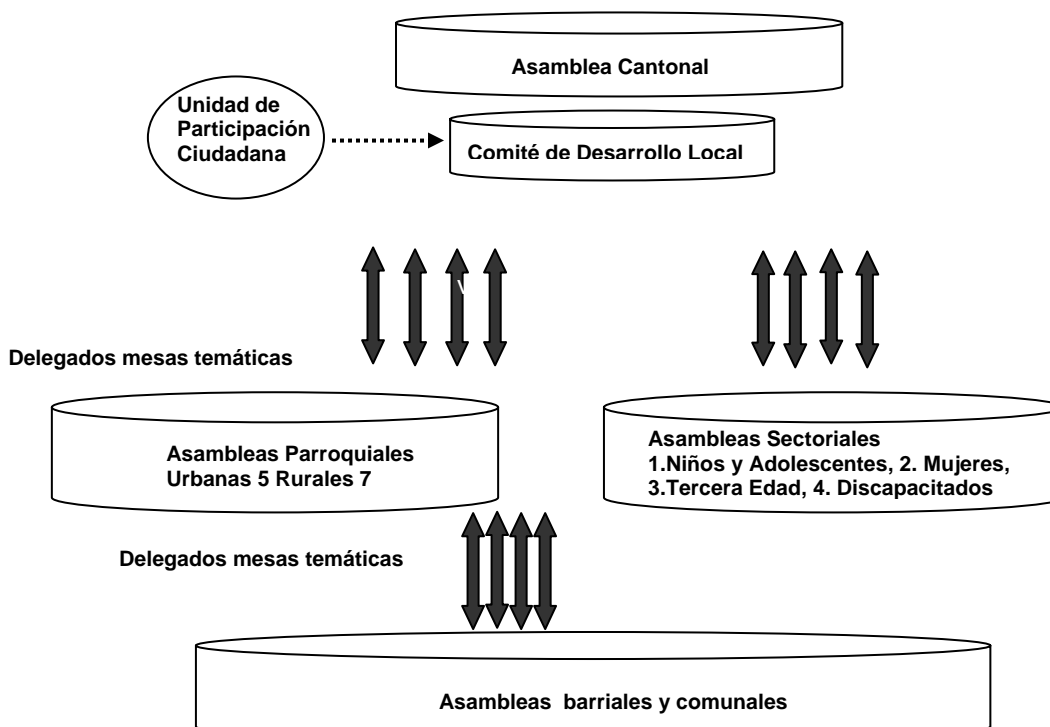 Asamblea Cantonal
Unidad de
Participación
Ciudadana
Comité de Desarrollo Local
Delegados mesas temáticas
Asambleas Parroquiales
Urbanas 5 Rurales 7
Asambleas Sectoriales
1.Niños y Adolescentes, 2. Mujeres,
3.Tercera Edad, 4. Discapacitados
Delegados mesas temáticas
Asambleas barriales y comunales